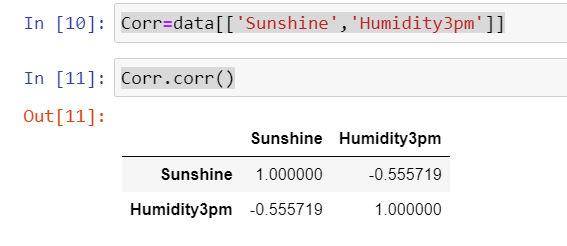 In [10]: Corr=data[['Sunshine','Humidity3pm']]
In [11]: Corr.corr()
Out[11]:
Sunshine Humidity3pm
Sunshine 1.000000 -0.555719
Humidity3pm -0.555719 1.000000